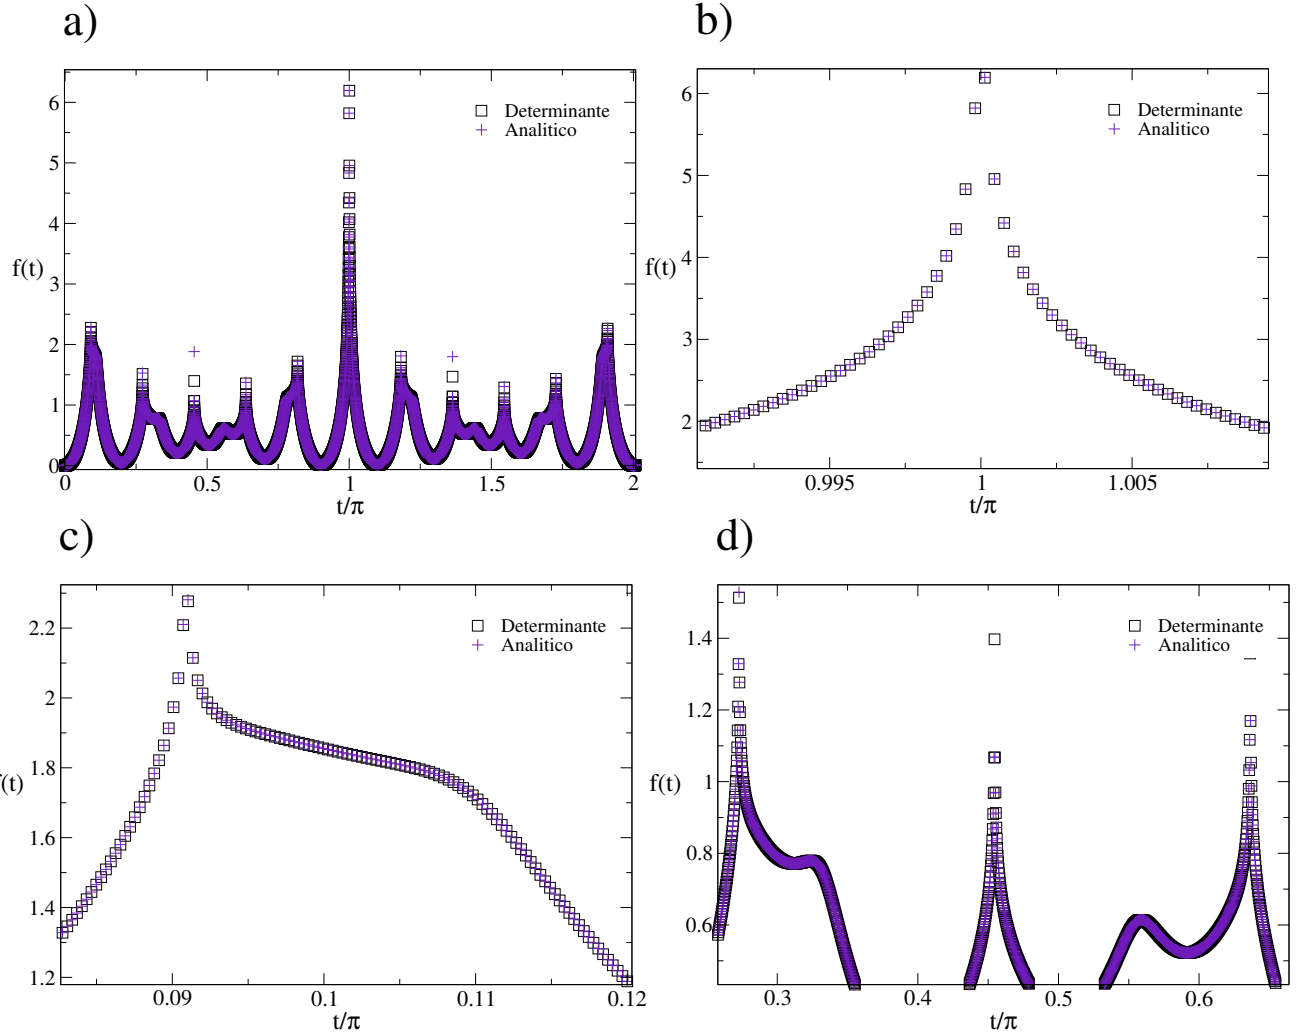 a)
6
5
4
3
2
1
0
f(t)
Determinante
Analitico
0
0.5
1
1.5
2
t/π
b)
6
5
4
3
2
f(t)
Determinante
Analitico
0.995
1
1.005
t/π
c)
2.2
2
1.8
1.6
1.4
1.2
f(t)
Determinante
Analitico
0.09
0.1
0.11
0.12
t/π
d)
1.4
1.2
1
0.8
0.6
f(t)
Determinante
Analitico
0.3
0.4
0.5
0.6
t/π